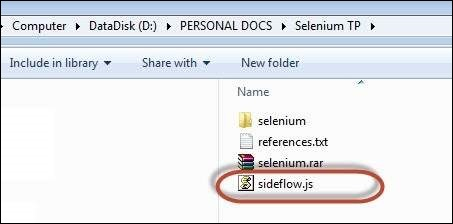 Computer ▸ DataDisk (D:) ▸ PERSONAL DOCS ▸ Selenium TP ▸
Include in library ▾ Share with ▾ New folder
Name
selenium
references.txt
selenium.rar
sideflow.js